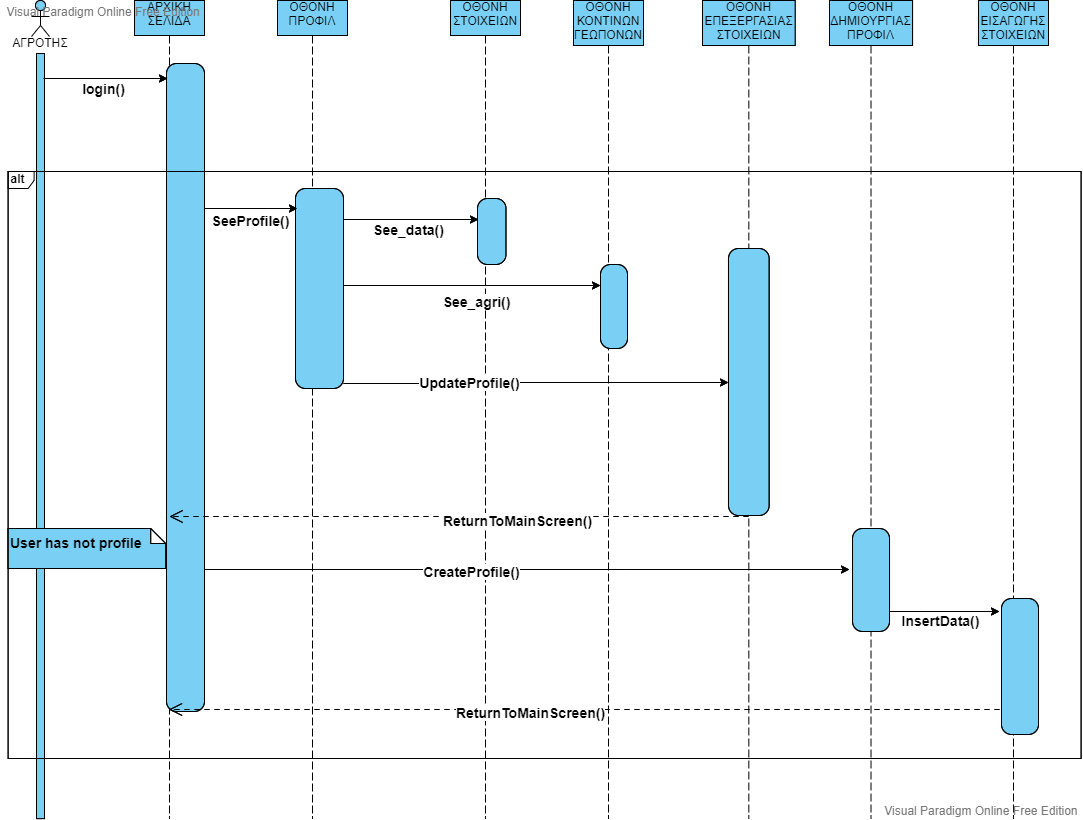 Visual Paradigm Online Free Edition
ΑΓΡΟΤΗΣ
ΑΡΧΙΚΗ
ΣΕΛΙΔΑ
ΟΘΟΝΗ
ΠΡΟΦΙΛ
ΟΘΟΝΗ
ΣΤΟΙΧΕΙΩΝ
ΟΘΟΝΗ
ΚΟΝΤΙΝΩΝ
ΓΕΩΠΟΝΩΝ
ΟΘΟΝΗ
ΕΠΕΞΕΡΓΑΣΙΑΣ
ΣΤΟΙΧΕΙΩΝ
ΟΘΟΝΗ
ΔΗΜΙΟΥΡΓΙΑΣ
ΠΡΟΦΙΛ
ΟΘΟΝΗ
ΕΙΣΑΓΩΓΗΣ
ΣΤΟΙΧΕΙΩΝ
login()
alt
SeeProfile()
See_data()
See_agri()
UpdateProfile()
ReturnToMainScreen()
User has not profile
CreateProfile()
InsertData()
ReturnToMainScreen()
Visual Paradigm Online Free Edition